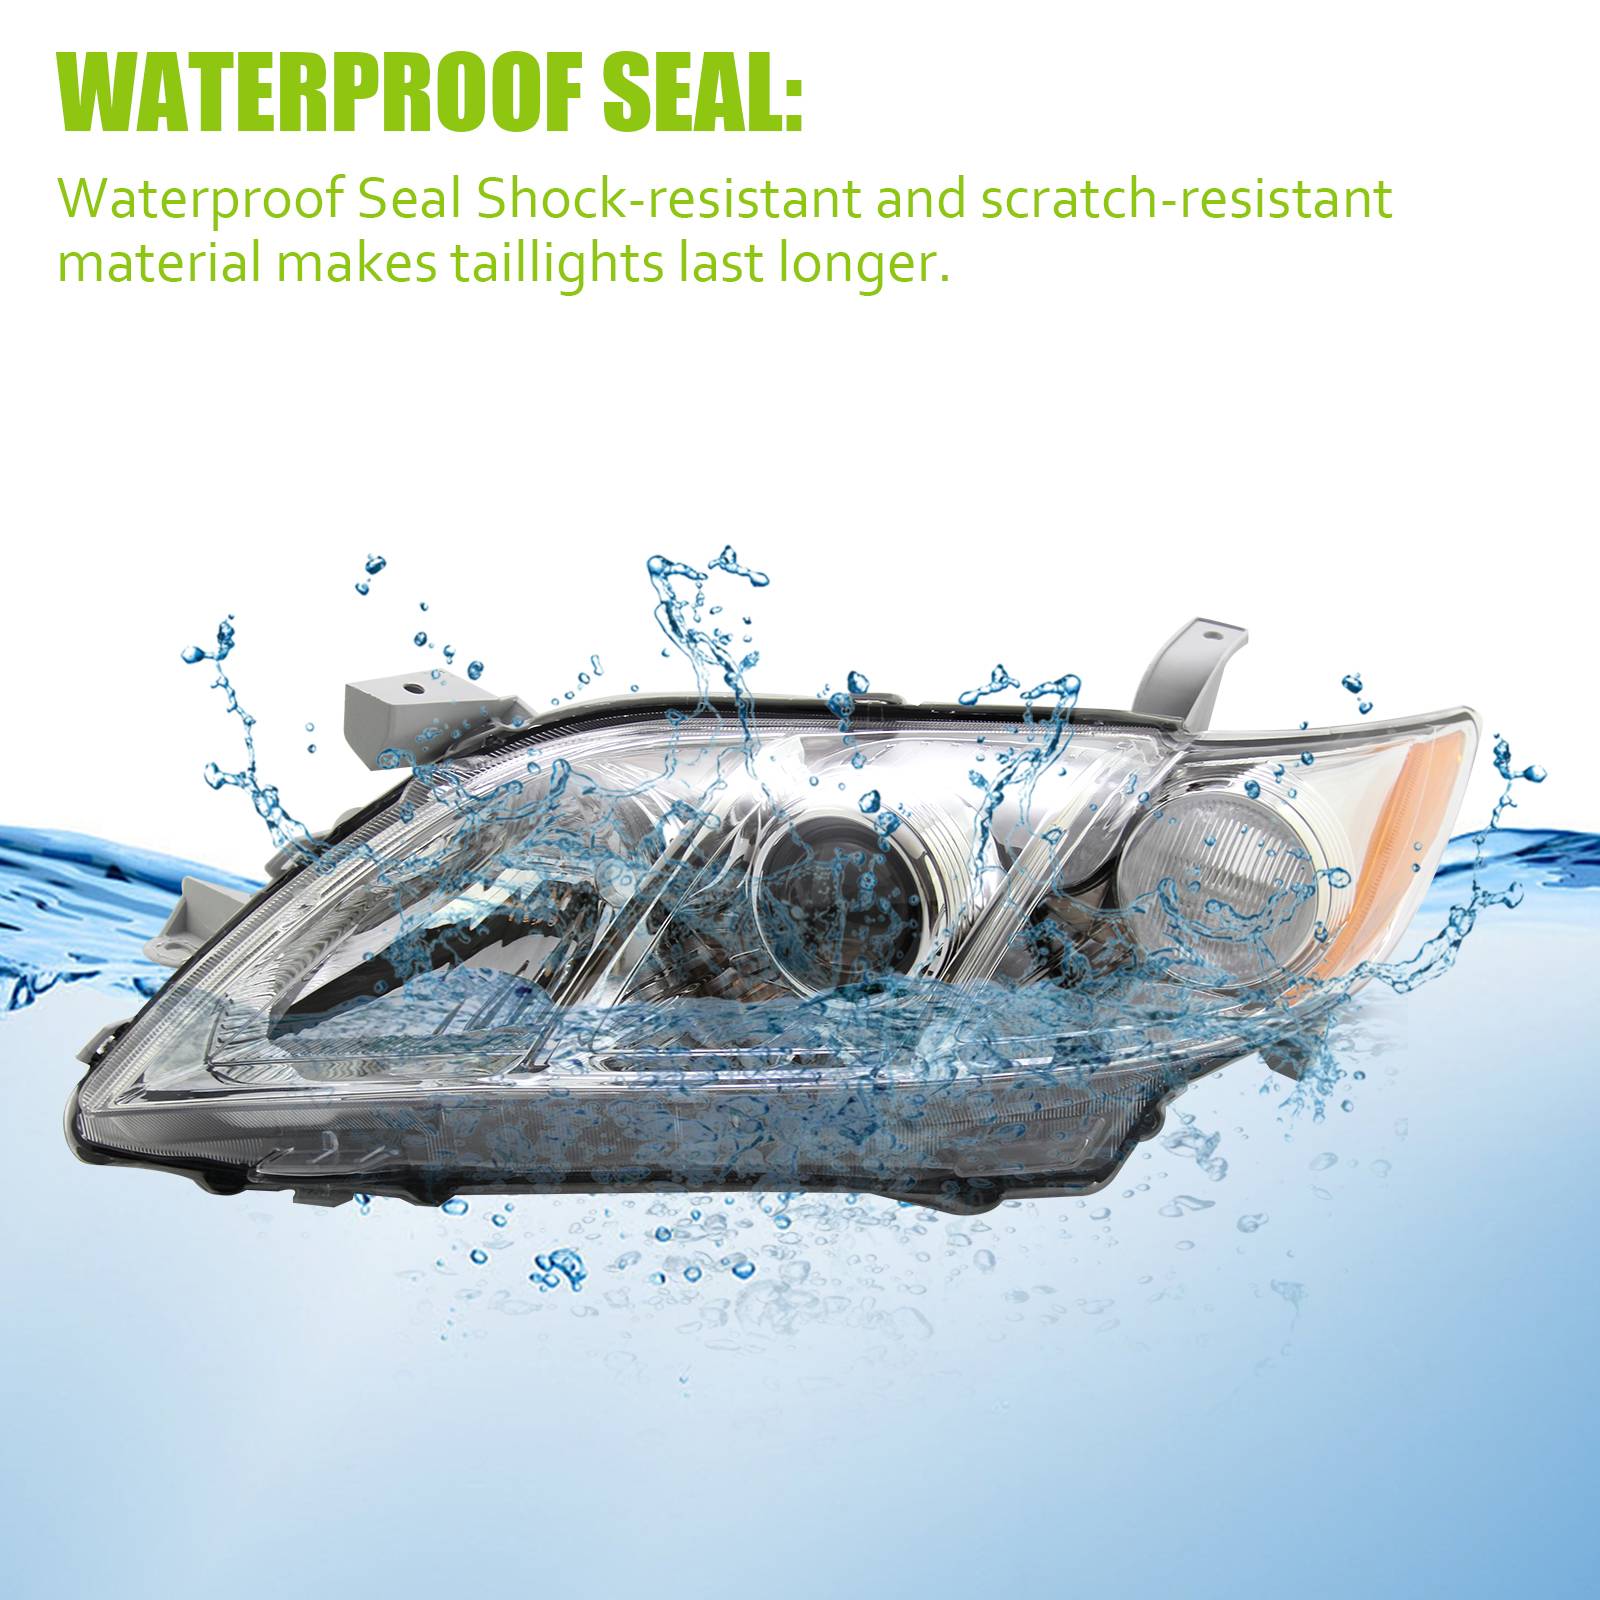 WATERPROOF SEAL:
Waterproof Seal Shock-resistant and scratch-resistant
material makes taillights last longer.